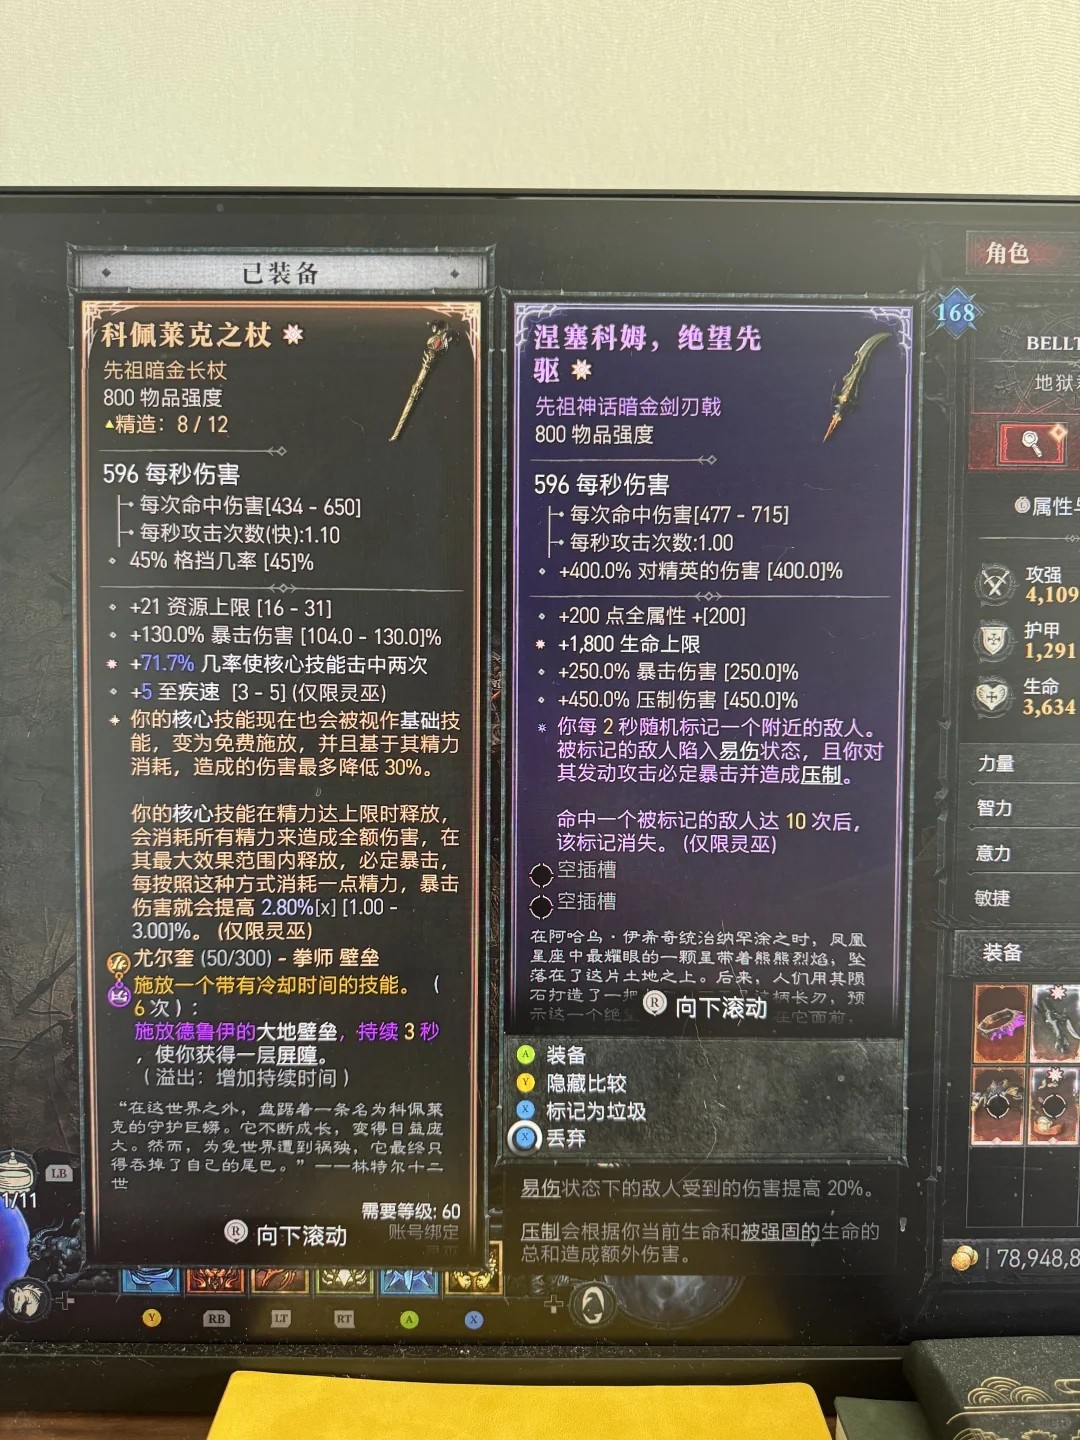 已装备
科佩莱克之杖
先祖暗金长杖
800 物品强度
精造：8 / 12
596 每秒伤害
每次命中伤害[434 - 650]
每秒攻击次数(快):1.10
45% 格挡几率 [45]%
+21 资源上限 [16 - 31]
+130.0% 暴击伤害 [104.0 - 130.0]%
+71.7% 几率使核心技能击中两次
+5 至疾速 [3 - 5] (仅限灵巫)
你的核心技能现在也会被视作基础技
能，变为免费施放，并且基于其精力
消耗，造成的伤害最多降低 30%。
你的核心技能在精力达上限时释放，
会消耗所有精力来造成全额伤害，在
其最大效果范围内释放，必定暴击，
每按照这种方式消耗一点精力，暴击
伤害就会提高 2.80%[x] [1.00 -
3.00]%。(仅限灵巫)
尤尔奎 (50/300) - 拳师 壁垒
施放一个带有冷却时间的技能。（
6 次）：
施放德鲁伊的大地壁垒，持续 3 秒
，使你获得一层屏障。
（溢出：增加持续时间）
“在这世界之外，盘踞着一条名为科佩莱
克的守护巨蟒。它不断成长，变得日益庞
大。然而，为免世界遭到祸殃，它最终只
得吞掉了自己的尾巴。”——林特尔十二
世
需要等级: 60
账号绑定
R 向下滚动
涅塞科姆，绝望先
驱
先祖神话暗金剑刃戟
800 物品强度
596 每秒伤害
每次命中伤害[477 - 715]
每秒攻击次数:1.00
+400.0% 对精英的伤害 [400.0]%
+200 点全属性 +[200]
+1,800 生命上限
+250.0% 暴击伤害 [250.0]%
+450.0% 压制伤害 [450.0]%
你每 2 秒随机标记一个附近的敌人。
被标记的敌人陷入易伤状态，且你对
其发动攻击必定暴击并造成压制。
命中一个被标记的敌人达 10 次后，
该标记消失。(仅限灵巫)
空插槽
空插槽
在阿哈乌·伊希奇统治纳罕涂之时，凤凰
星座中最耀眼的一颗星带着熊熊烈焰，坠
落在了这片土地之上。后来，人们用其陨
石打造了一把
柄长刃，预
示这一个绝
在它面前，
R 向下滚动
A 装备
Y 隐藏比较
X 标记为垃圾
X 丢弃
易伤状态下的敌人受到的伤害提高 20%。
压制会根据你当前生命和被强固的生命的
总和造成额外伤害。
168
角色
BELLT
地狱
属性与
攻强
4,109
护甲
1,291
生命
3,634
力量
智力
意力
敏捷
装备
78,948,8
LB
1/11
Y
RB
LT
RT
A
X